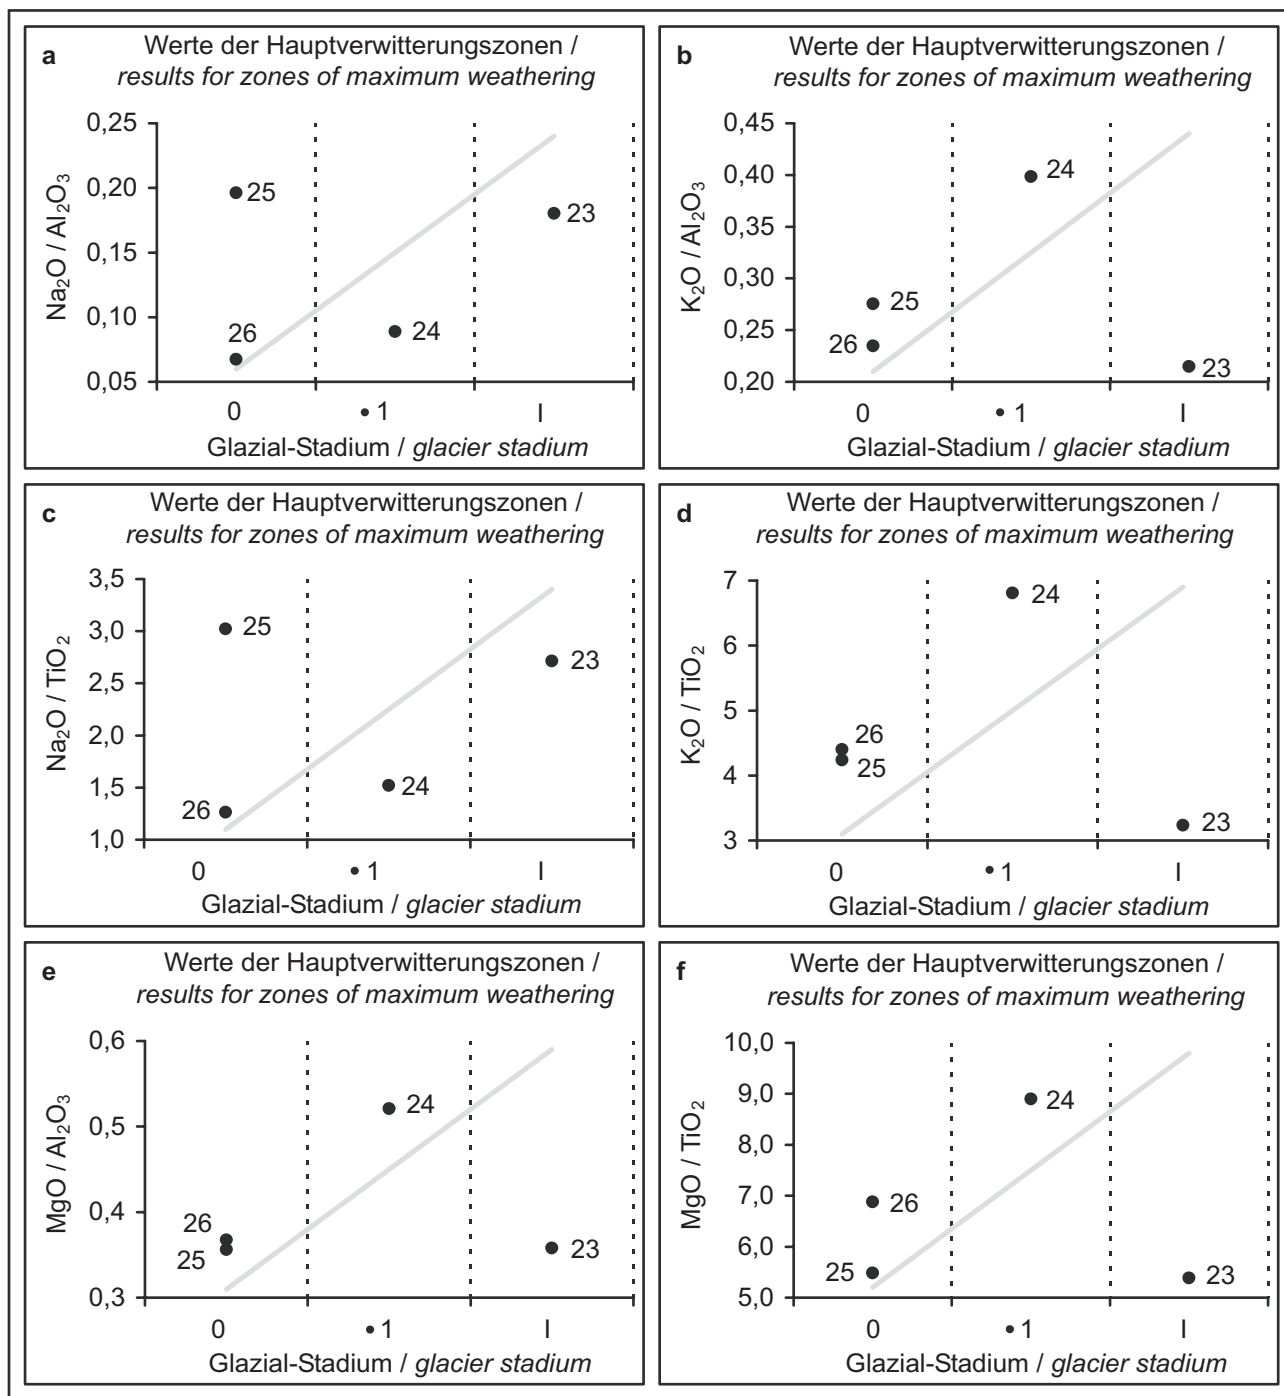 a
Werte der Hauptverwitterungszonen /
results for zones of maximum weathering
Na₂O / Al₂O₃
0,25
0,20
0,15
0,10
0,05
25
26
24
23
0 • 1 I
Glazial-Stadium / glacier stadium
b
Werte der Hauptverwitterungszonen /
results for zones of maximum weathering
K₂O / Al₂O₃
0,45
0,40
0,35
0,30
0,25
0,20
24
25
26
23
0 • 1 I
Glazial-Stadium / glacier stadium
c
Werte der Hauptverwitterungszonen /
results for zones of maximum weathering
Na₂O / TiO₂
3,5
3,0
2,5
2,0
1,5
1,0
25
26
24
23
0 • 1 I
Glazial-Stadium / glacier stadium
d
Werte der Hauptverwitterungszonen /
results for zones of maximum weathering
K₂O / TiO₂
7
6
5
4
3
24
26
25
23
0 • 1 I
Glazial-Stadium / glacier stadium
e
Werte der Hauptverwitterungszonen /
results for zones of maximum weathering
MgO / Al₂O₃
0,6
0,5
0,4
0,3
24
26
25
23
0 • 1 I
Glazial-Stadium / glacier stadium
f
Werte der Hauptverwitterungszonen /
results for zones of maximum weathering
MgO / TiO₂
10,0
9,0
8,0
7,0
6,0
5,0
24
26
25
23
0 • 1 I
Glazial-Stadium / glacier stadium